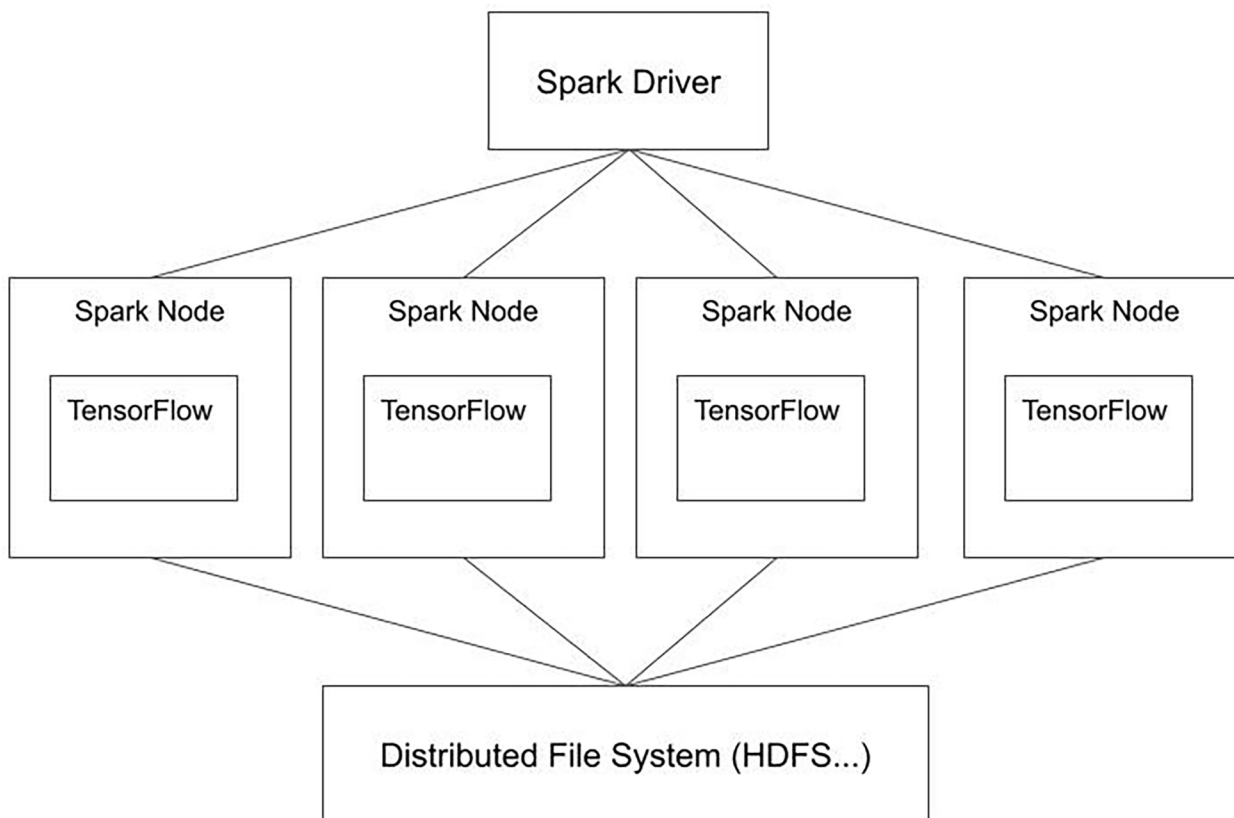 Spark Driver
Spark Node
TensorFlow
Spark Node
TensorFlow
Spark Node
TensorFlow
Spark Node
TensorFlow
Distributed File System (HDFS...)